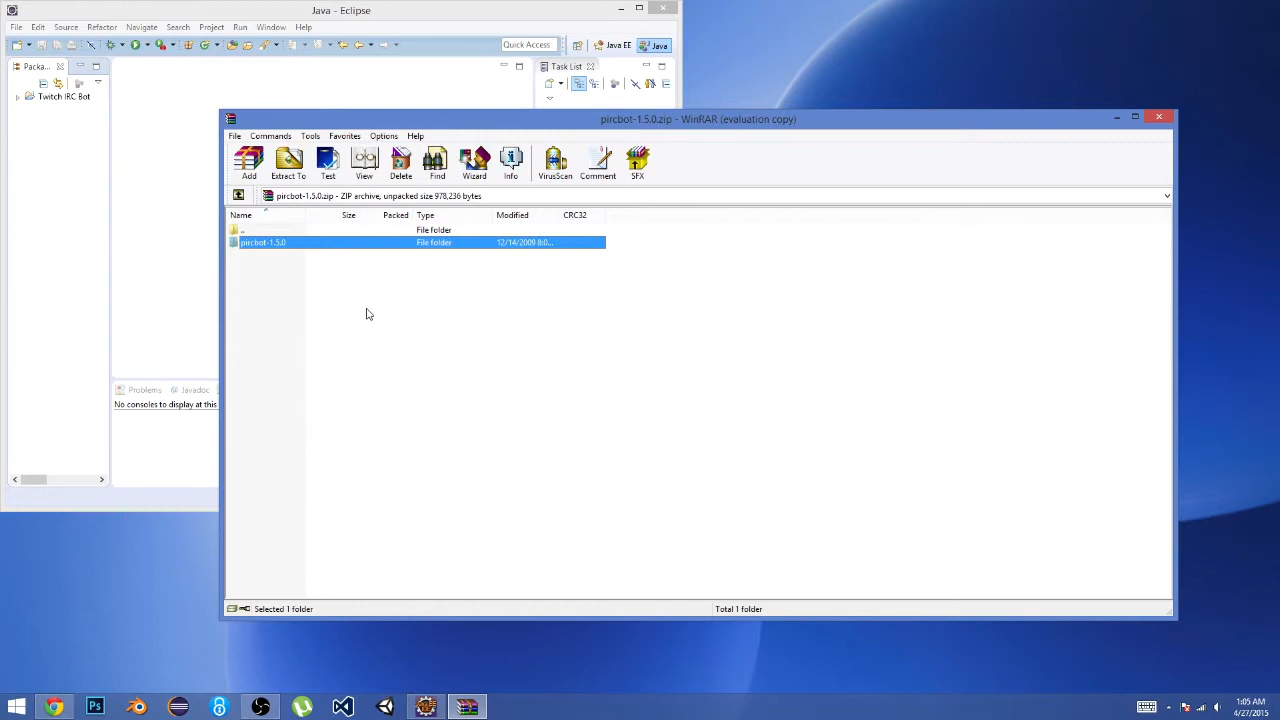 Java - Eclipse
File Edit Source Refactor Navigate Search Project Run Window Help
Quick Access
Java EE
Java
Packa...
Task List
Twitch IRC Bot
pircbot-1.5.0.zip - WinRAR (evaluation copy)
File Commands Tools Favorites Options Help
Add Extract To Test View Delete Find Wizard Info VirusScan Comment SFX
pircbot-1.5.0.zip - ZIP archive, unpacked size 978,236 bytes
Name Size Packed Type Modified CRC32
.. File folder
pircbot-1.5.0 File folder 12/14/2009 8:0...
Problems @ Javadoc
No consoles to display at this
Selected 1 folder
Total 1 folder
Ps
1:05 AM
4/27/2015